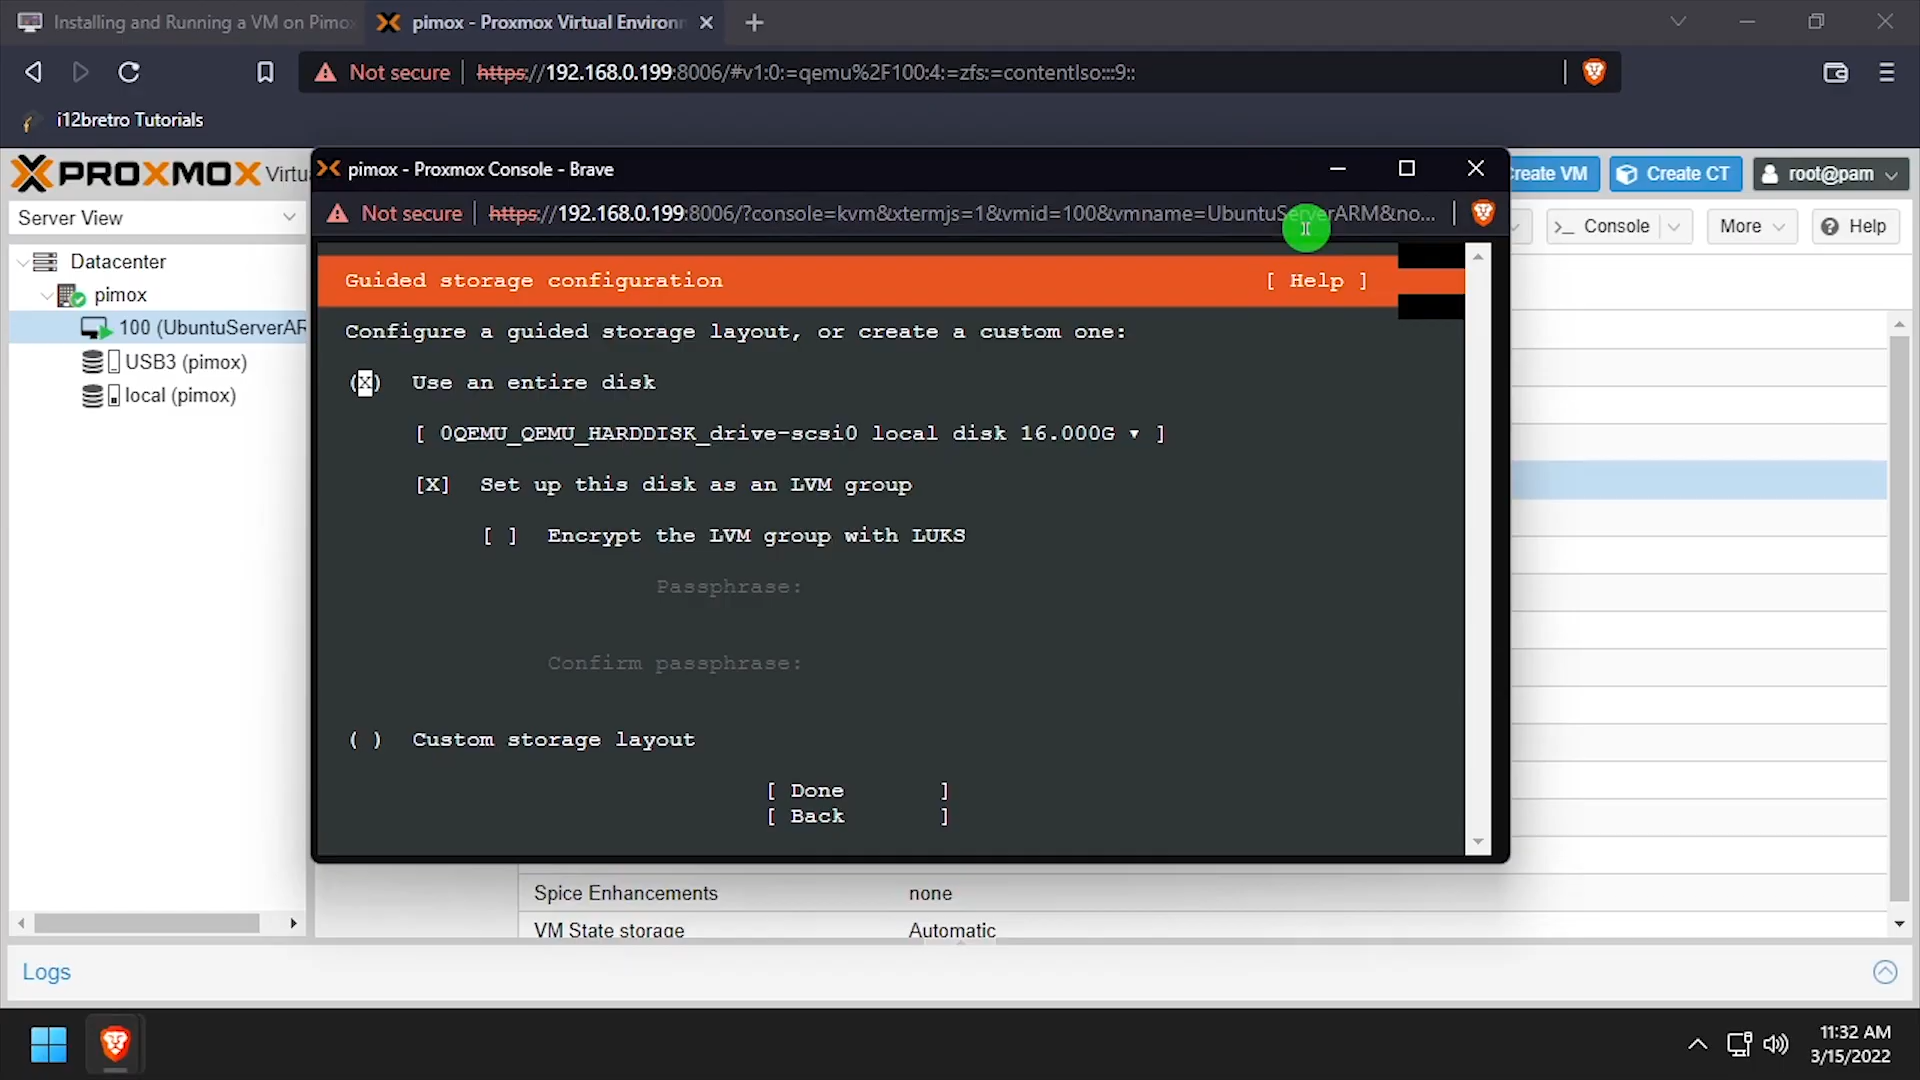 Installing and Running a VM on Pimox
pimox - Proxmox Virtual Environm
Not secure https://192.168.0.199:8006/#v1:0:=qemu%2F100:4:=zfs:=contentIso:::9::
i12bretro Tutorials
PROXMOX Virtu
Create VM
Create CT
root@pam
pimox - Proxmox Console - Brave
Not secure https://192.168.0.199:8006/?console=kvm&xtermjs=1&vmid=100&vmname=UbuntuServerARM&no...
Server View
>_ Console
More
Help
Datacenter
pimox
100 (UbuntuServerAR
USB3 (pimox)
local (pimox)
Guided storage configuration [ Help ]
Configure a guided storage layout, or create a custom one:
(X) Use an entire disk
[ 0QEMU_QEMU_HARDDISK_drive-scsi0 local disk 16.000G ▾ ]
[X] Set up this disk as an LVM group
[ ] Encrypt the LVM group with LUKS
Passphrase:
Confirm passphrase:
( ) Custom storage layout
[ Done ]
[ Back ]
Spice Enhancements none
VM State storage Automatic
Logs
11:32 AM
3/15/2022